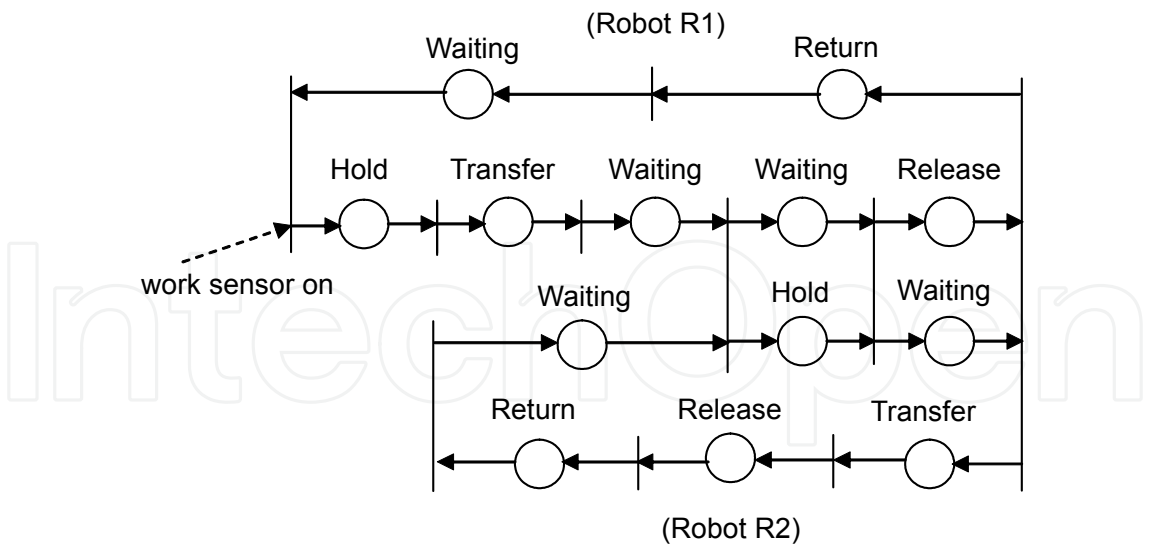 (Robot R1)
Waiting Return
Hold Transfer Waiting Waiting Release
work sensor on
Waiting Hold Waiting
Return Release Transfer
(Robot R2)
IntechOpen